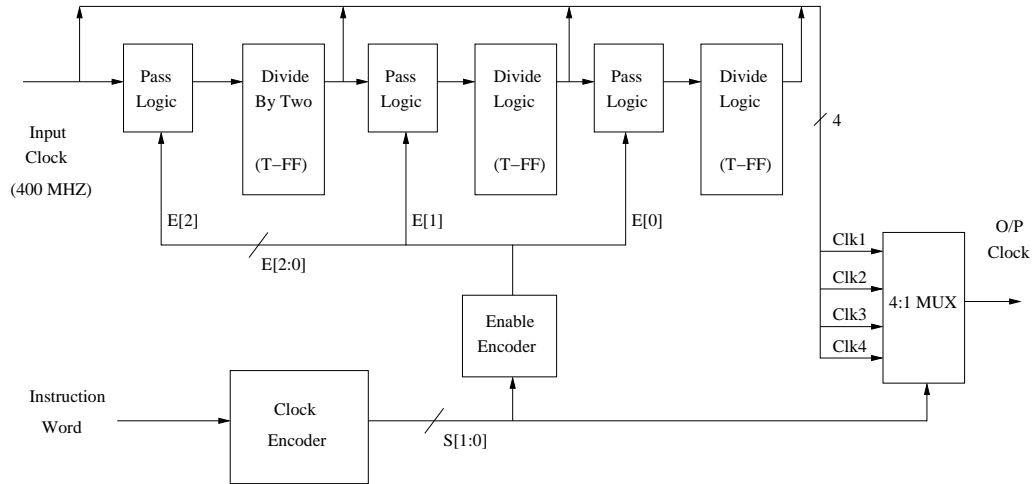 Pass
Logic
Divide
By Two
(T−FF)
Pass
Logic
Divide
Logic
(T−FF)
Pass
Logic
Divide
Logic
(T−FF)
4
Input
Clock
(400 MHZ)
E[2]
E[1]
E[0]
E[2:0]
O/P
Clock
Clk1
Clk2
Clk3
Clk4
4:1 MUX
Enable
Encoder
Instruction
Word
Clock
Encoder
S[1:0]